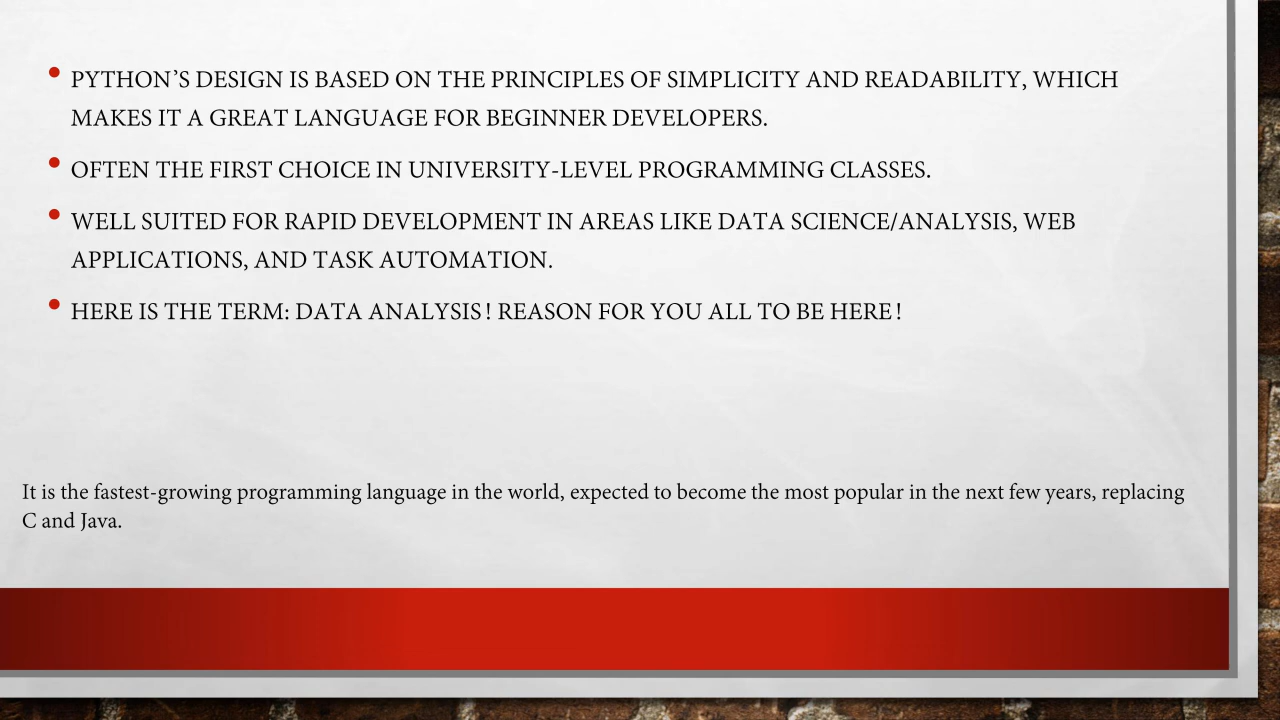 • PYTHON’S DESIGN IS BASED ON THE PRINCIPLES OF SIMPLICITY AND READABILITY, WHICH
MAKES IT A GREAT LANGUAGE FOR BEGINNER DEVELOPERS.
• OFTEN THE FIRST CHOICE IN UNIVERSITY-LEVEL PROGRAMMING CLASSES.
• WELL SUITED FOR RAPID DEVELOPMENT IN AREAS LIKE DATA SCIENCE/ANALYSIS, WEB
APPLICATIONS, AND TASK AUTOMATION.
• HERE IS THE TERM: DATA ANALYSIS! REASON FOR YOU ALL TO BE HERE!
It is the fastest-growing programming language in the world, expected to become the most popular in the next few years, replacing
C and Java.